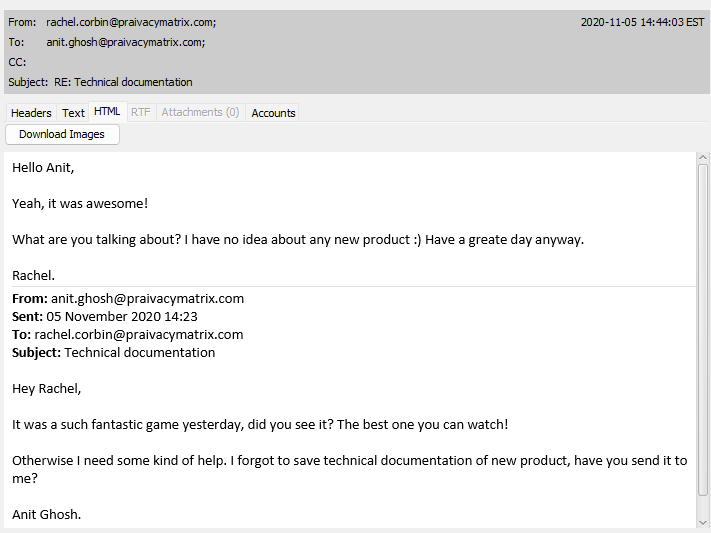 From: rachel.corbin@praivacymatrix.com; 2020-11-05 14:44:03 EST
To: anit.ghosh@praivacymatrix.com;
CC:
Subject: RE: Technical documentation
Headers Text HTML RTF Attachments (0) Accounts
Download Images
Hello Anit,
Yeah, it was awesome!
What are you talking about? I have no idea about any new product :) Have a greate day anyway.
Rachel.
From: anit.ghosh@praivacymatrix.com
Sent: 05 November 2020 14:23
To: rachel.corbin@praivacymatrix.com
Subject: Technical documentation
Hey Rachel,
It was a such fantastic game yesterday, did you see it? The best one you can watch!
Otherwise I need some kind of help. I forgot to save technical documentation of new product, have you send it to
me?
Anit Ghosh.